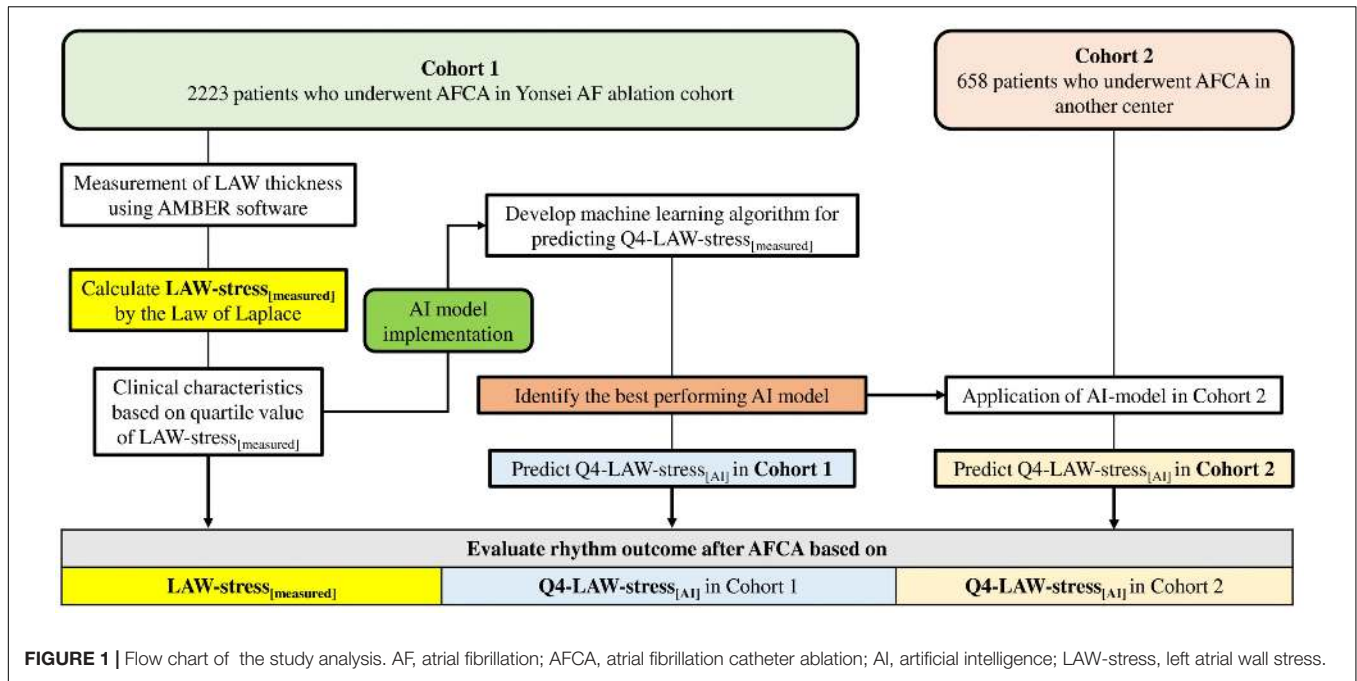 Cohort 1
2223 patients who underwent AFCA in Yonsei AF ablation cohort
Cohort 2
658 patients who underwent AFCA in
another center
Measurement of LAW thickness
using AMBER software
Calculate LAW-stress[measured]
by the Law of Laplace
Clinical characteristics
based on quartile value
of LAW-stress[measured]
AI model
implementation
Develop machine learning algorithm for
predicting Q4-LAW-stress[measured]
Identify the best performing AI model
Application of AI-model in Cohort 2
Predict Q4-LAW-stress[AI] in Cohort 1
Predict Q4-LAW-stress[AI] in Cohort 2
Evaluate rhythm outcome after AFCA based on
LAW-stress[measured]
Q4-LAW-stress[AI] in Cohort 1
Q4-LAW-stress[AI] in Cohort 2
FIGURE 1 | Flow chart of the study analysis. AF, atrial fibrillation; AFCA, atrial fibrillation catheter ablation; AI, artificial intelligence; LAW-stress, left atrial wall stress.